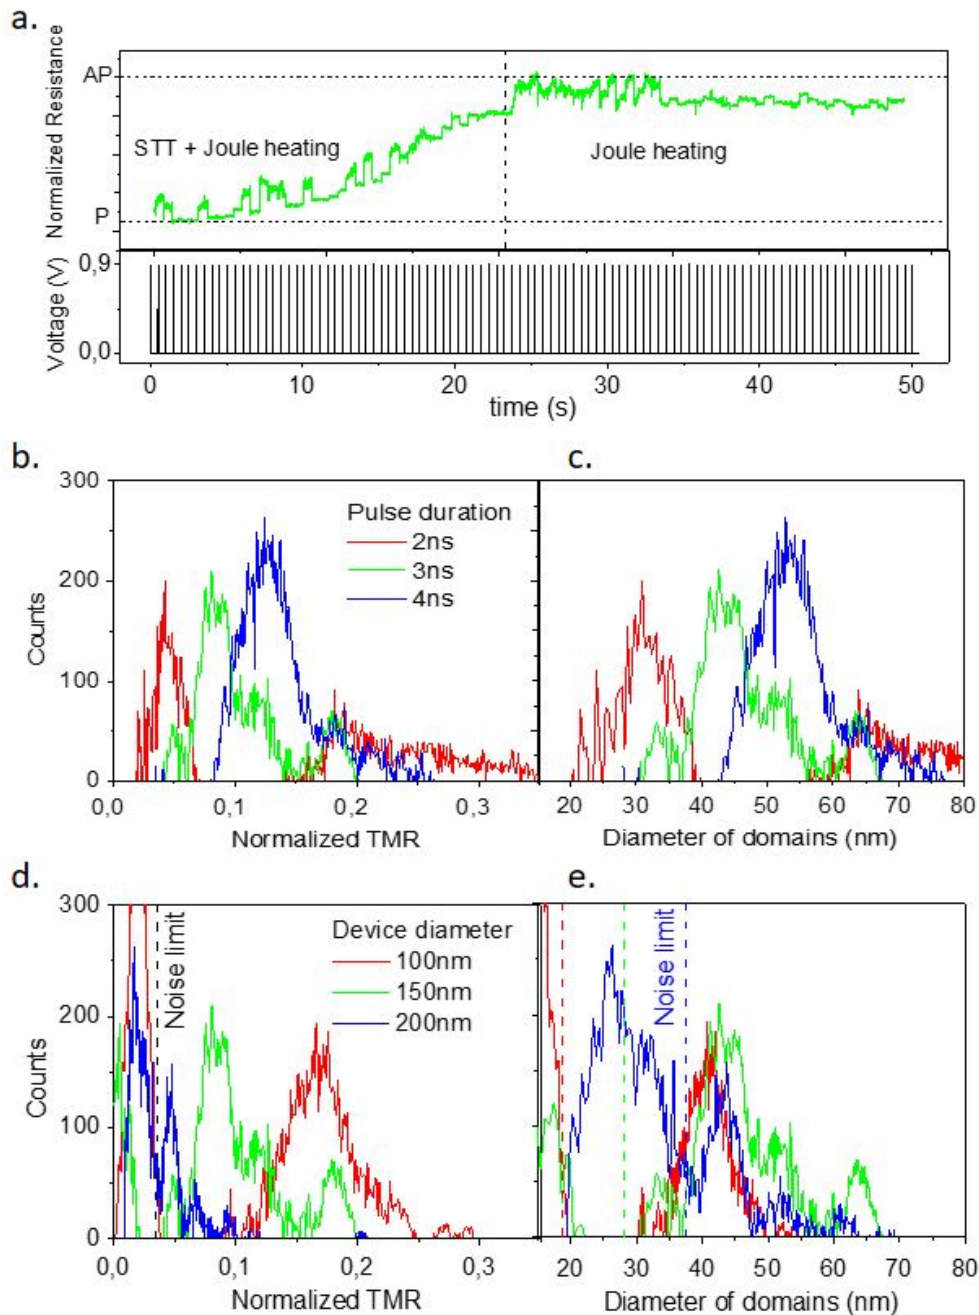 a.
Normalized Resistance
AP
P
STT + Joule heating
Joule heating
Voltage (V)
0,9
0,0
0 10 20 30 40 50
time (s)
b.
c.
300
200
100
0
Counts
Pulse duration
2ns
3ns
4ns
0,0 0,1 0,2 0,3
Normalized TMR
20 30 40 50 60 70 80
Diameter of domains (nm)
d.
e.
300
200
100
0
Counts
Noise limit
Device diameter
100nm
150nm
200nm
Noise limit
0,0 0,1 0,2 0,3
Normalized TMR
20 30 40 50 60 70 80
Diameter of domains (nm)